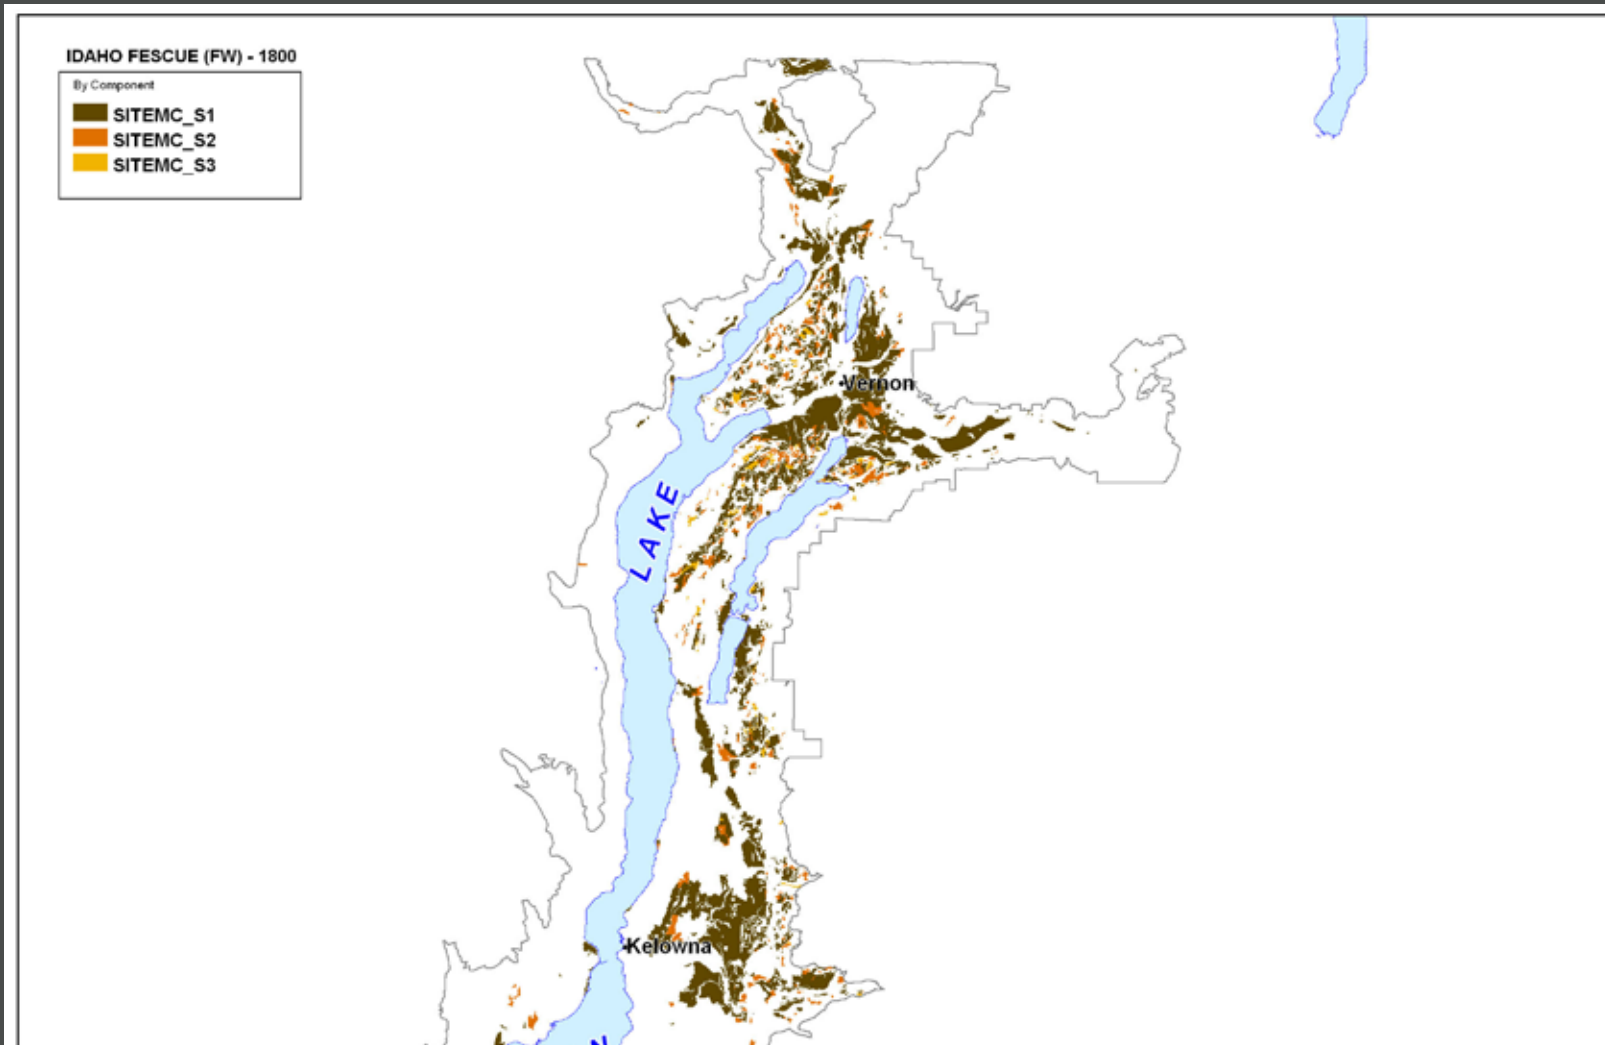 IDAHO FESCUE (FW) - 1800
By Component
SITEMC_S1
SITEMC_S2
SITEMC_S3
Vernon
LAKE
Kelowna
N